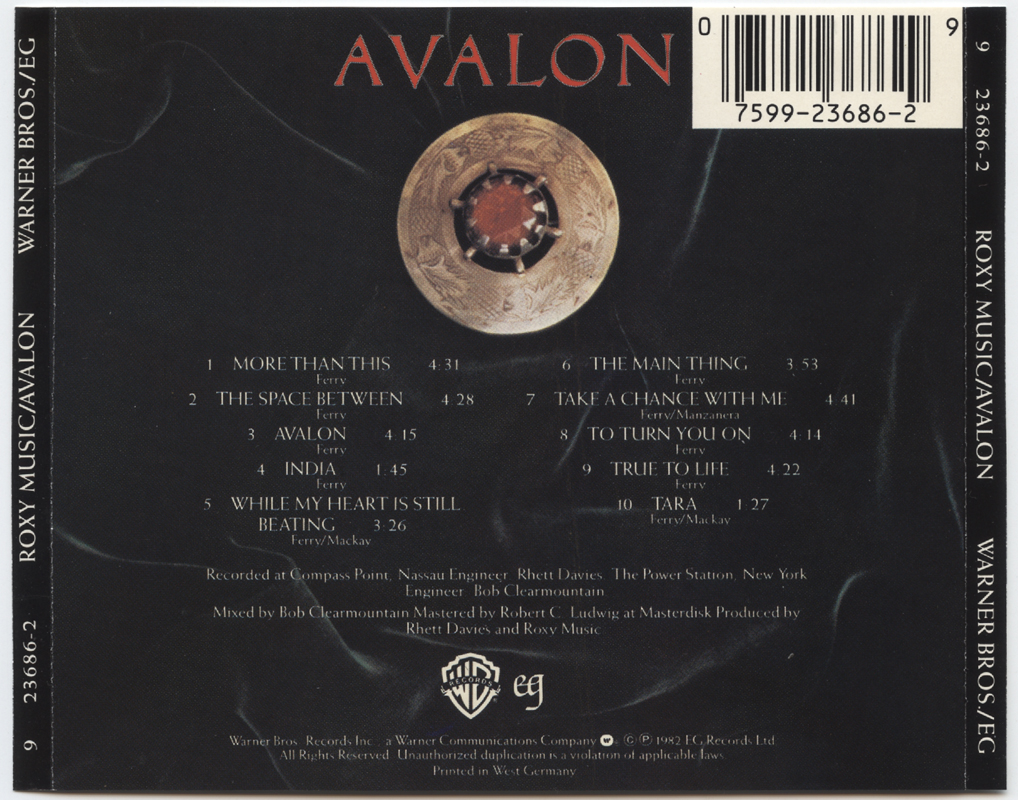 AVALON
0 9
7599-23686-2
9 23686-2 ROXY MUSIC/AVALON WARNER BROS./EG
1 MORE THAN THIS 4:31
Ferry
2 THE SPACE BETWEEN 4:28
Ferry
3 AVALON 4:15
Ferry
4 INDIA 1:45
Ferry
5 WHILE MY HEART IS STILL
BEATING 3:26
Ferry/Mackay
6 THE MAIN THING 3:53
Ferry
7 TAKE A CHANCE WITH ME 4:41
Ferry/Manzanera
8 TO TURN YOU ON 4:14
Ferry
9 TRUE TO LIFE 4:22
Ferry
10 TARA 1:27
Ferry/Mackay
Recorded at Compass Point, Nassau Engineer: Rhett Davies. The Power Station, New York
Engineer: Bob Clearmountain
Mixed by Bob Clearmountain Mastered by Robert C. Ludwig at Masterdisk Produced by
Rhett Davies and Roxy Music
WB
RECORDS
eg
Warner Bros. Records Inc., a Warner Communications Company W. © ℗ 1982 EG Records Ltd.
All Rights Reserved. Unauthorized duplication is a violation of applicable laws.
Printed in West Germany
9 23686-2 ROXY MUSIC/AVALON WARNER BROS./EG